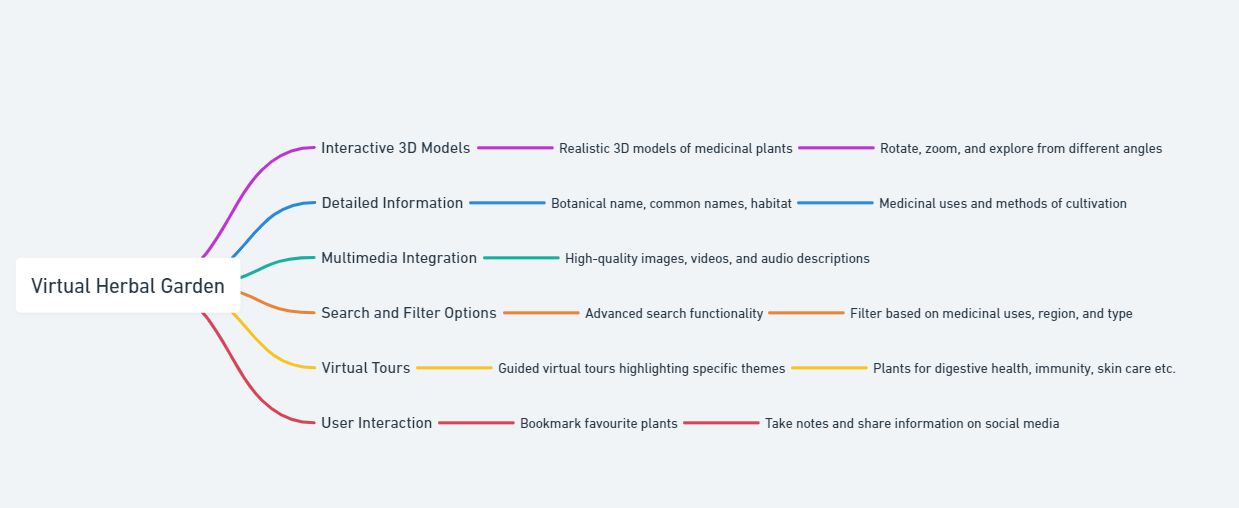 Interactive 3D Models Realistic 3D models of medicinal plants Rotate, zoom, and explore from different angles
Detailed Information Botanical name, common names, habitat Medicinal uses and methods of cultivation
Multimedia Integration High-quality images, videos, and audio descriptions
Virtual Herbal Garden
Search and Filter Options Advanced search functionality Filter based on medicinal uses, region, and type
Virtual Tours Guided virtual tours highlighting specific themes Plants for digestive health, immunity, skin care etc.
User Interaction Bookmark favourite plants Take notes and share information on social media